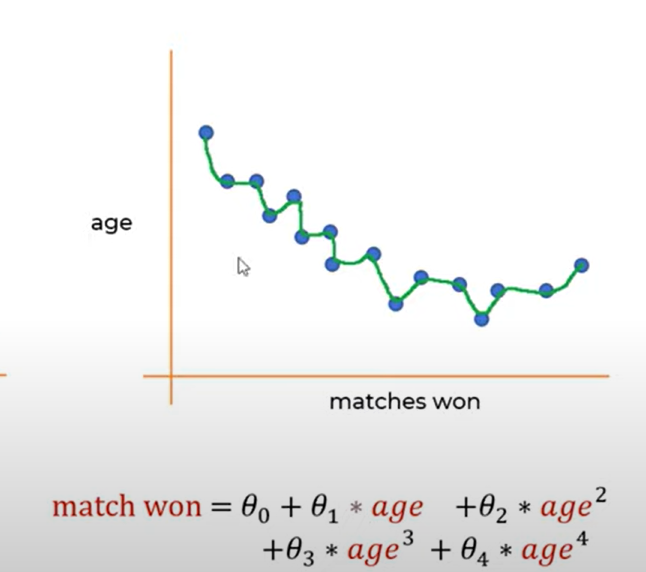 age
matches won
match won = θ₀ + θ₁ * age +θ₂ * age²
+θ₃ * age³ + θ₄ * age⁴